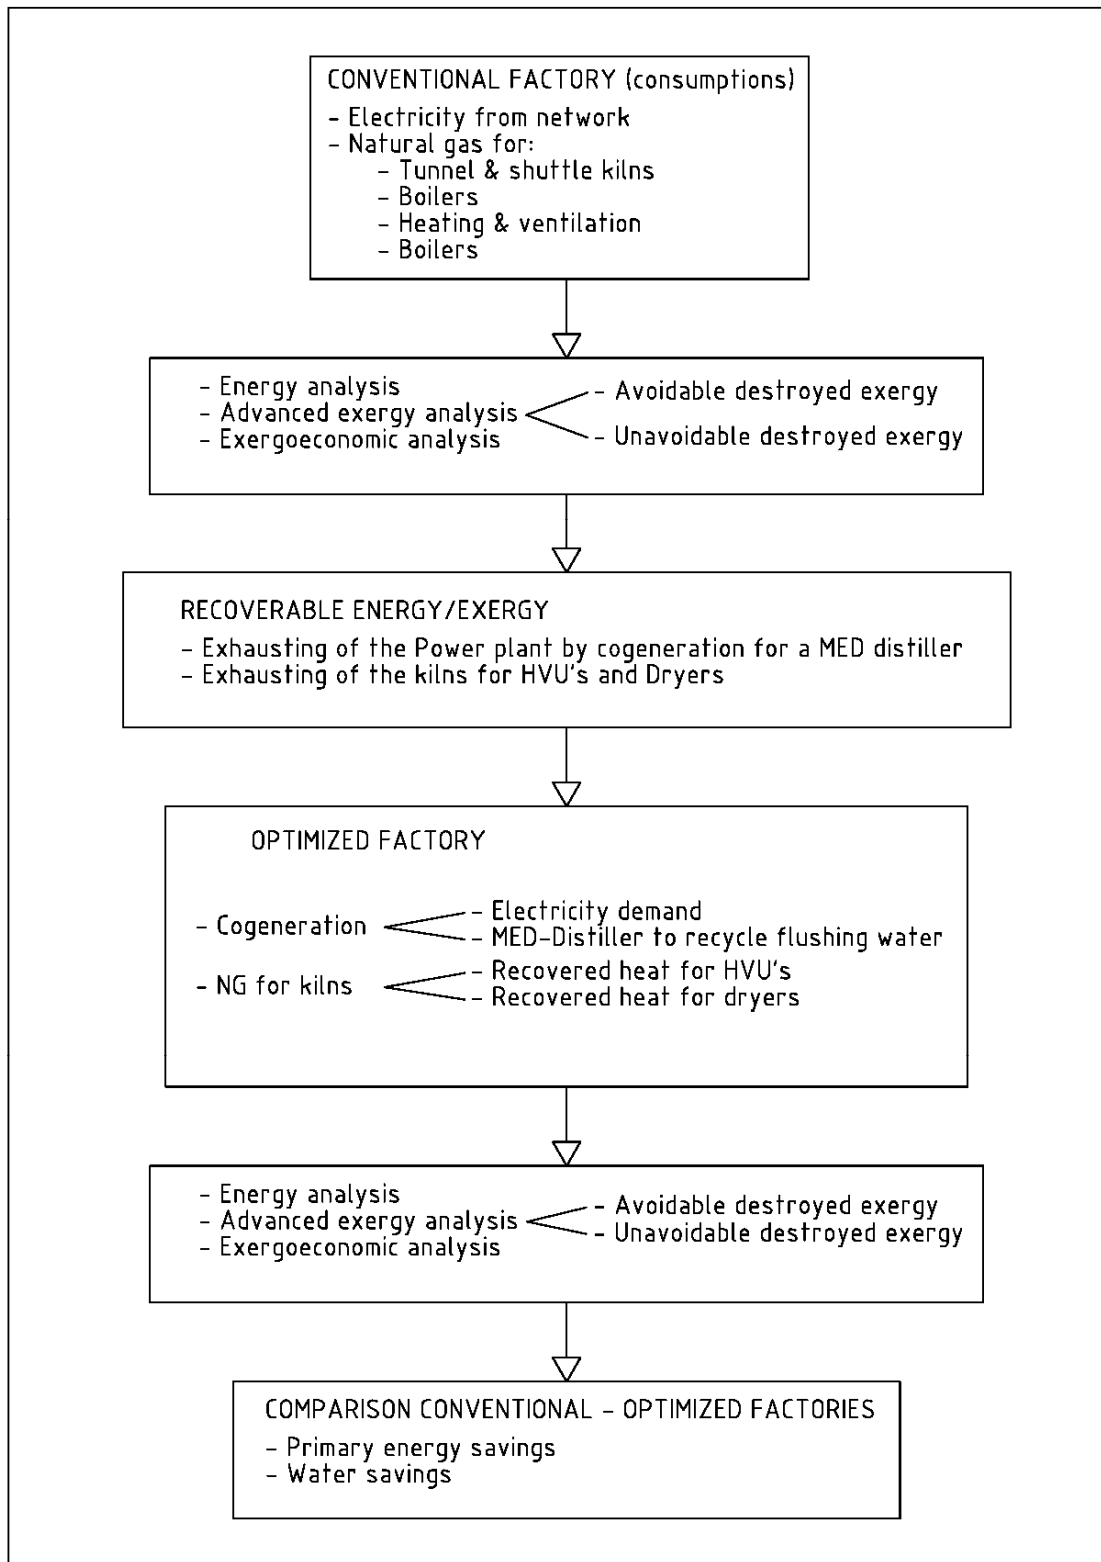 CONVENTIONAL FACTORY (consumptions)
- Electricity from network
- Natural gas for:
- Tunnel & shuttle kilns
- Boilers
- Heating & ventilation
- Boilers
- Energy analysis
- Advanced exergy analysis
- Exergoeconomic analysis
- Avoidable destroyed exergy
- Unavoidable destroyed exergy
RECOVERABLE ENERGY/EXERGY
- Exhausting of the Power plant by cogeneration for a MED distiller
- Exhausting of the kilns for HVU's and Dryers
OPTIMIZED FACTORY
- Cogeneration
- Electricity demand
- MED-Distiller to recycle flushing water
- NG for kilns
- Recovered heat for HVU's
- Recovered heat for dryers
- Energy analysis
- Advanced exergy analysis
- Exergoeconomic analysis
- Avoidable destroyed exergy
- Unavoidable destroyed exergy
COMPARISON CONVENTIONAL - OPTIMIZED FACTORIES
- Primary energy savings
- Water savings